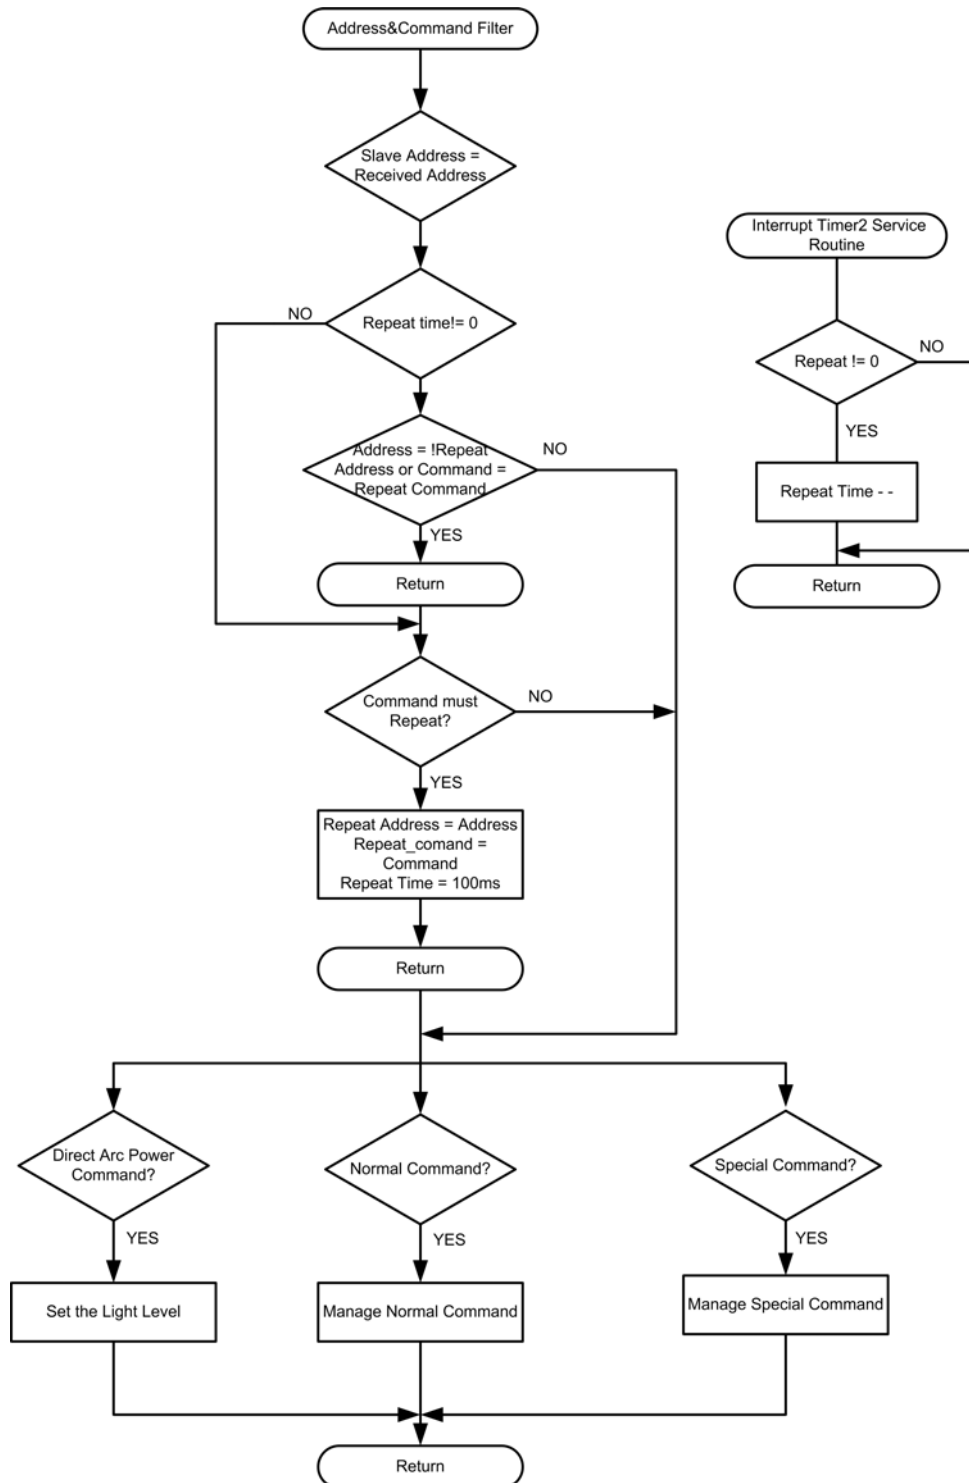 Address&Command Filter
Slave Address =
Received Address
Interrupt Timer2 Service
Routine
NO
Repeat time!= 0
NO
Repeat != 0
YES
Address = !Repeat
Address or Command =
Repeat Command
NO
Repeat Time - -
YES
Return
Return
Command must
Repeat?
NO
YES
Repeat Address = Address
Repeat_comand =
Command
Repeat Time = 100ms
Return
Direct Arc Power
Command?
Normal Command?
Special Command?
YES
YES
YES
Set the Light Level
Manage Normal Command
Manage Special Command
Return